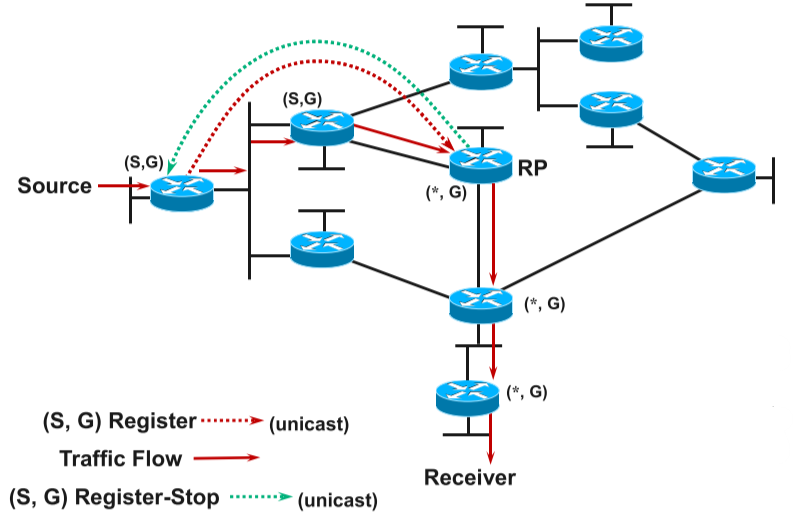 (S,G)
(S,G)
Source
RP
(*, G)
(*, G)
(*, G)
(S, G) Register (unicast)
Traffic Flow
Receiver
(S, G) Register-Stop (unicast)